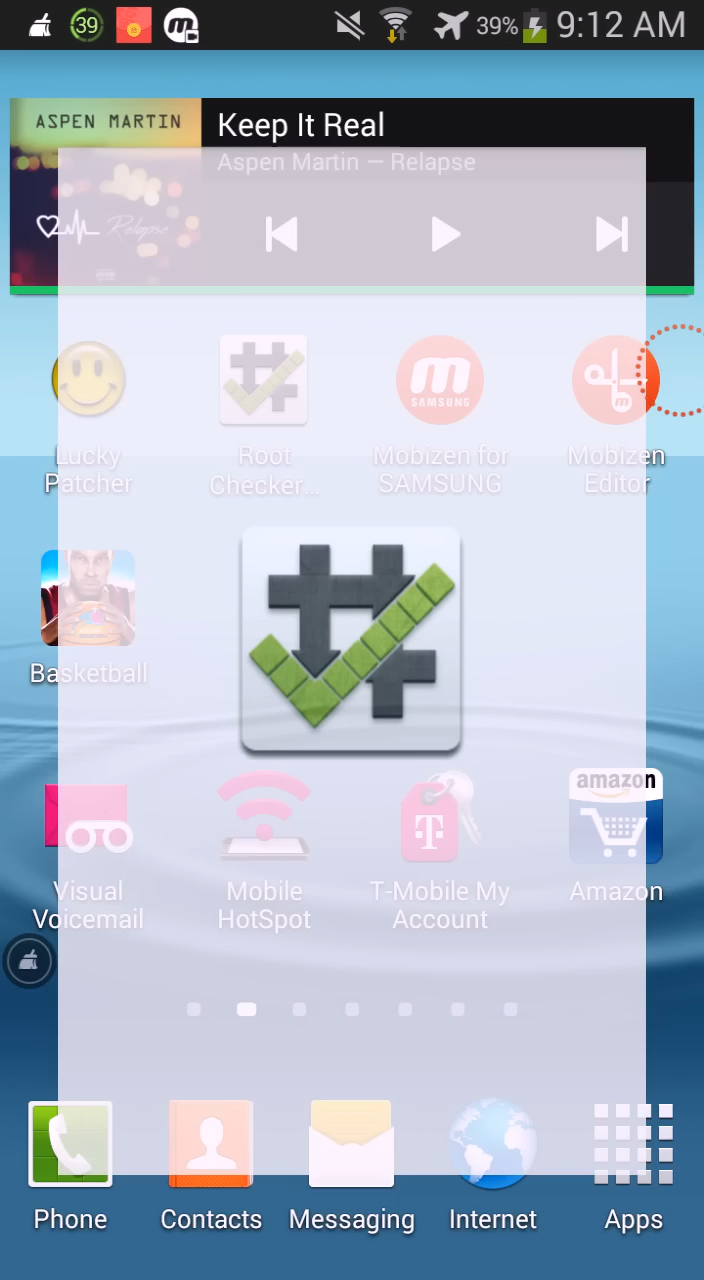 39
39% 9:12 AM
ASPEN MARTIN
Keep It Real
Aspen Martin — Relapse
Relapse
SAMSUNG
Lucky Patcher
Root Checker...
Mobizen for SAMSUNG
Mobizen Editor
Basketball
T
amazon
Visual Voicemail
Mobile HotSpot
T-Mobile My Account
Amazon
Phone
Contacts
Messaging
Internet
Apps